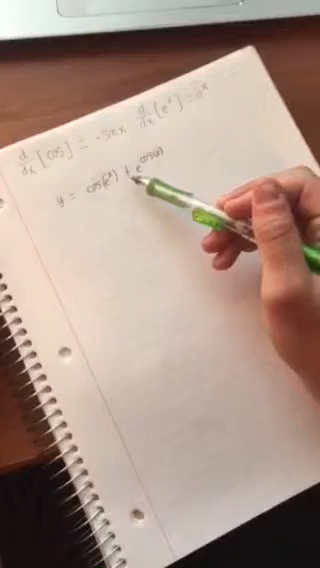 d/dx [cos] = -sinx d/dx [e^x] = e^x
y = cos(e^x) + e^cos(x)